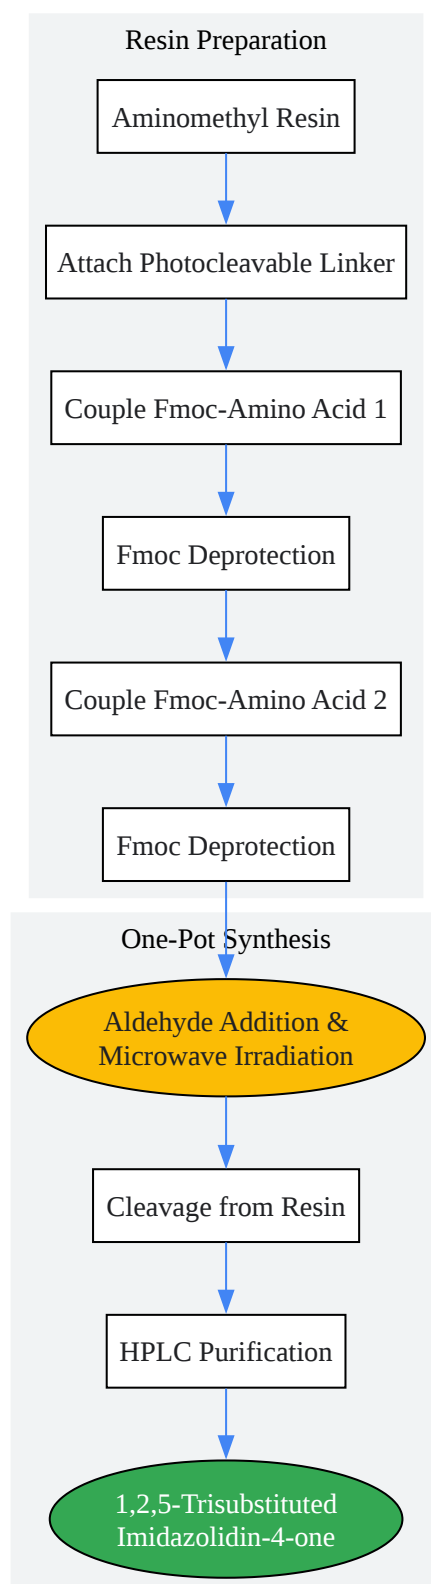 Resin Preparation
Aminomethyl Resin
Attach Photocleavable Linker
Couple Fmoc-Amino Acid 1
Fmoc Deprotection
Couple Fmoc-Amino Acid 2
Fmoc Deprotection
One-Pot Synthesis
Aldehyde Addition &
Microwave Irradiation
Cleavage from Resin
HPLC Purification
1,2,5-Trisubstituted
Imidazolidin-4-one